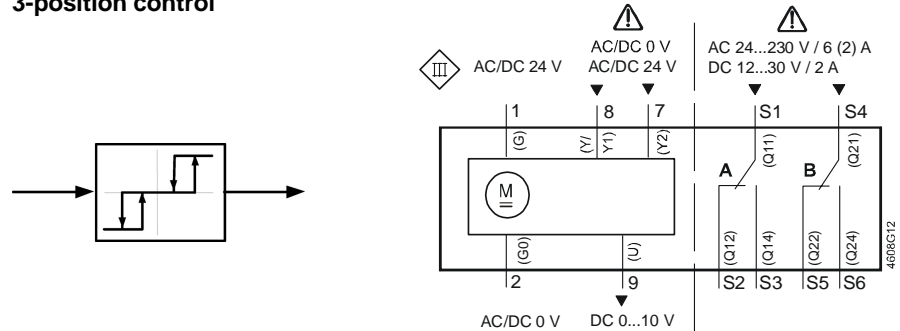 3-position control
AC/DC 0 V
AC 24...230 V / 6 (2) A
III
AC/DC 24 V
AC/DC 24 V
DC 12...30 V / 2 A
1
8
7
S1
S4
(G)
(Y/
Y1)
(Y2)
(Q11)
(Q21)
A
B
M
(G0)
(U)
(Q12)
(Q14)
(Q22)
(Q24)
4608G12
2
9
S2
S3
S5
S6
AC/DC 0 V
DC 0...10 V